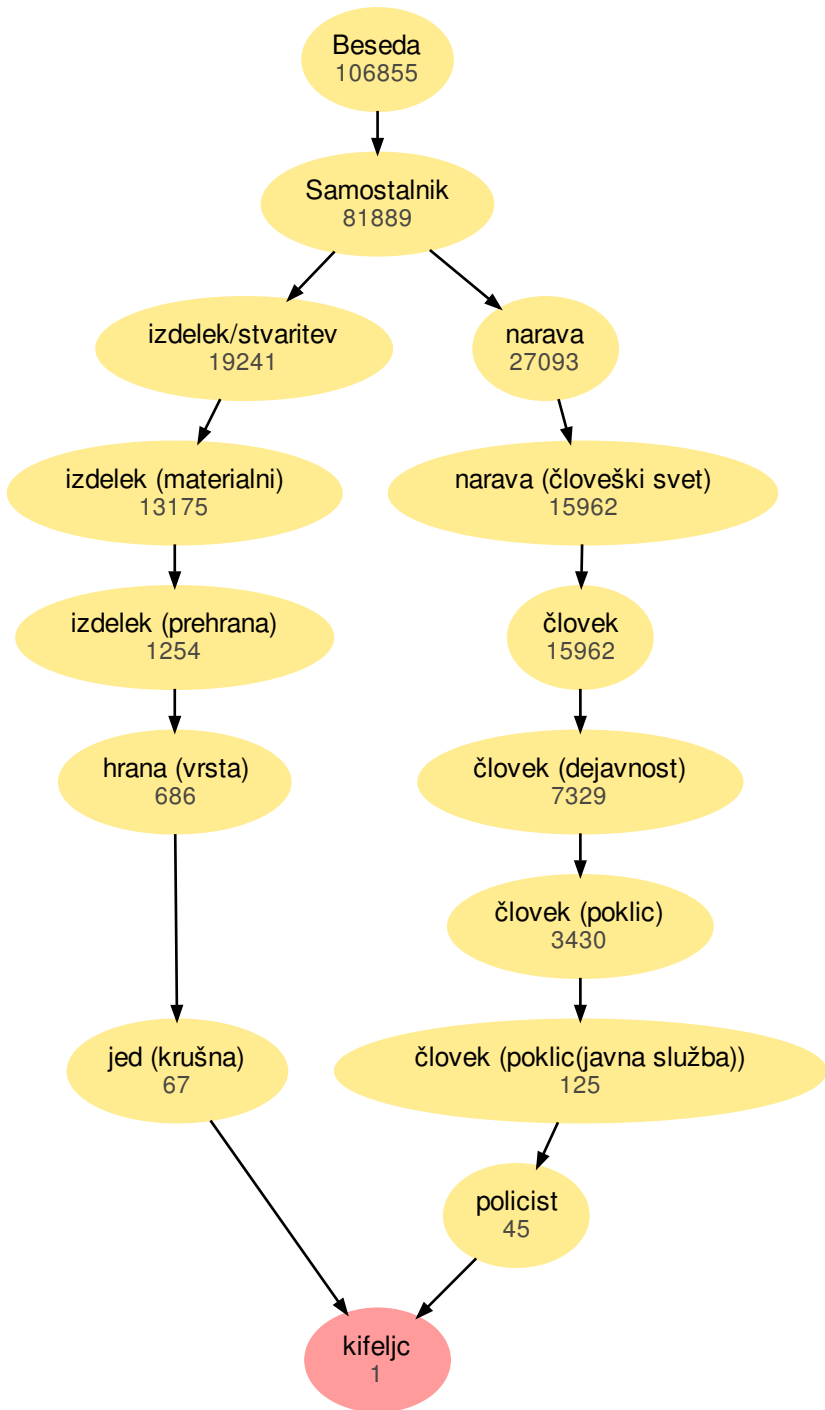 Beseda
106855
Samostalnik
81889
izdelek/stvaritev
19241
narava
27093
izdelek (materialni)
13175
narava (človeški svet)
15962
izdelek (prehrana)
1254
človek
15962
hrana (vrsta)
686
človek (dejavnost)
7329
človek (poklic)
3430
jed (krušna)
67
človek (poklic(javna služba))
125
policist
45
kifeljc
1